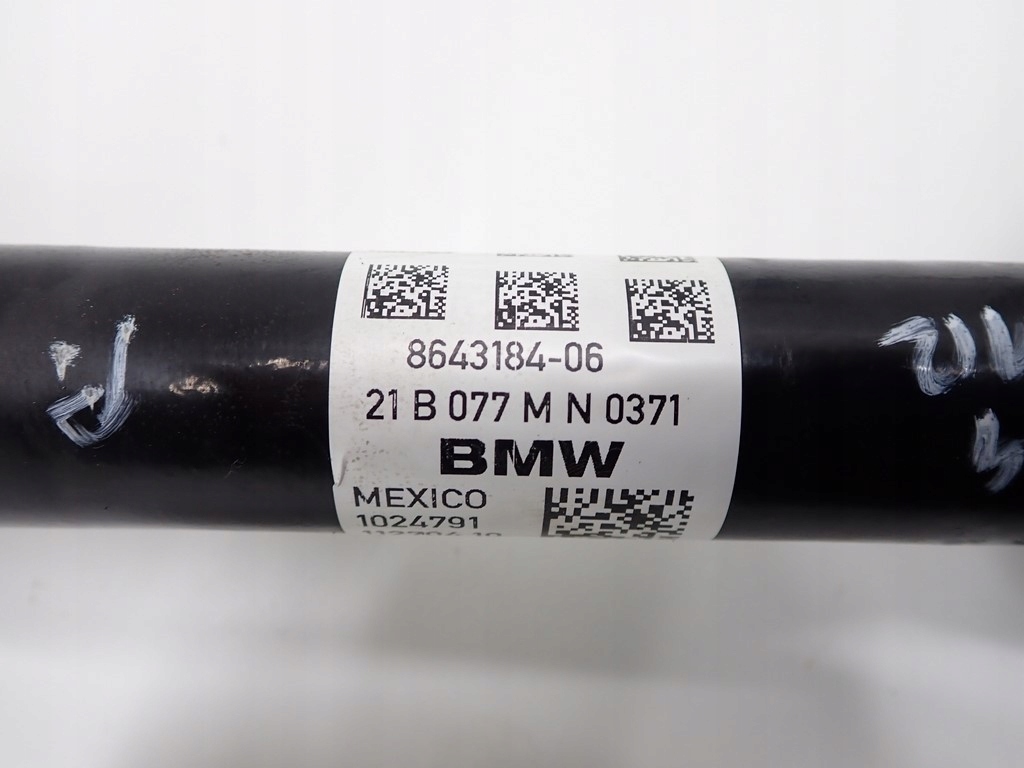 8643184-06
21 B 077 M N 0371
BMW
MEXICO
1024791